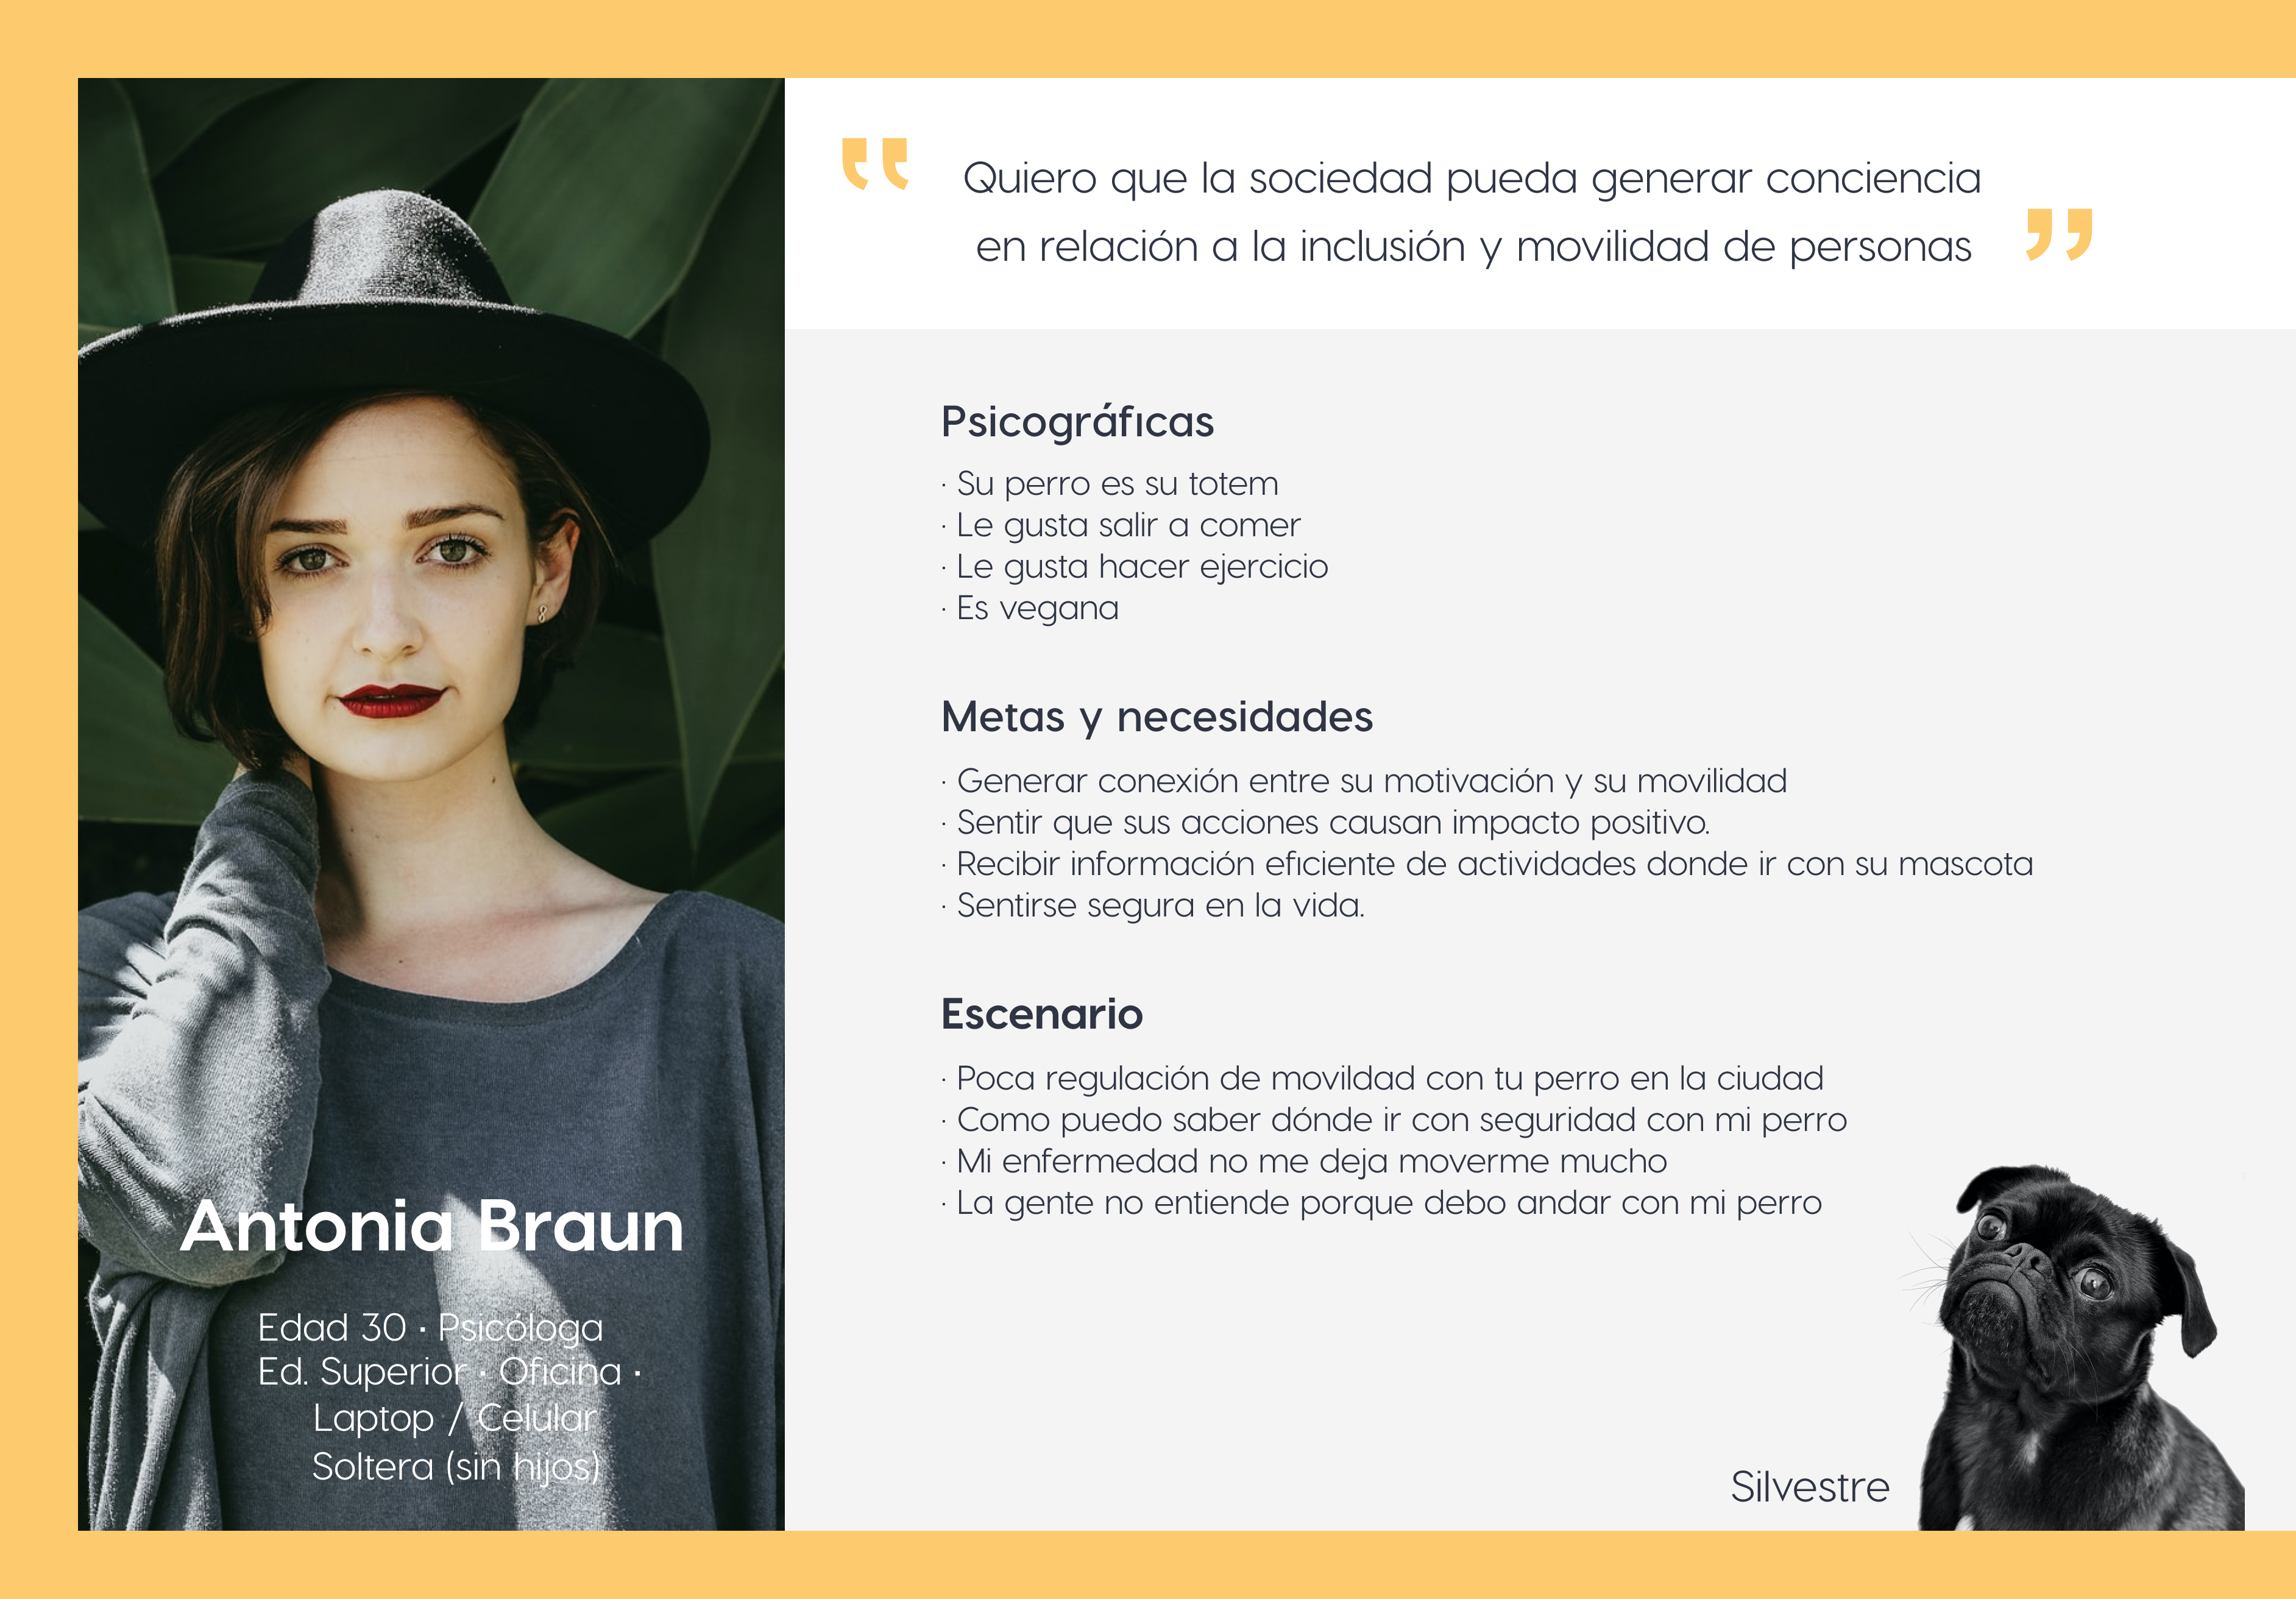 “ Quiero que la sociedad pueda generar conciencia
en relación a la inclusión y movilidad de personas ”
Psicográficas
· Su perro es su totem
· Le gusta salir a comer
· Le gusta hacer ejercicio
· Es vegana
Metas y necesidades
· Generar conexión entre su motivación y su movilidad
· Sentir que sus acciones causan impacto positivo.
· Recibir información eficiente de actividades donde ir con su mascota
· Sentirse segura en la vida.
Escenario
· Poca regulación de movildad con tu perro en la ciudad
· Como puedo saber dónde ir con seguridad con mi perro
· Mi enfermedad no me deja moverme mucho
· La gente no entiende porque debo andar con mi perro
Antonia Braun
Edad 30 · Psicóloga
Ed. Superior · Oficina ·
Laptop / Celular
Soltera (sin hijos)
Silvestre